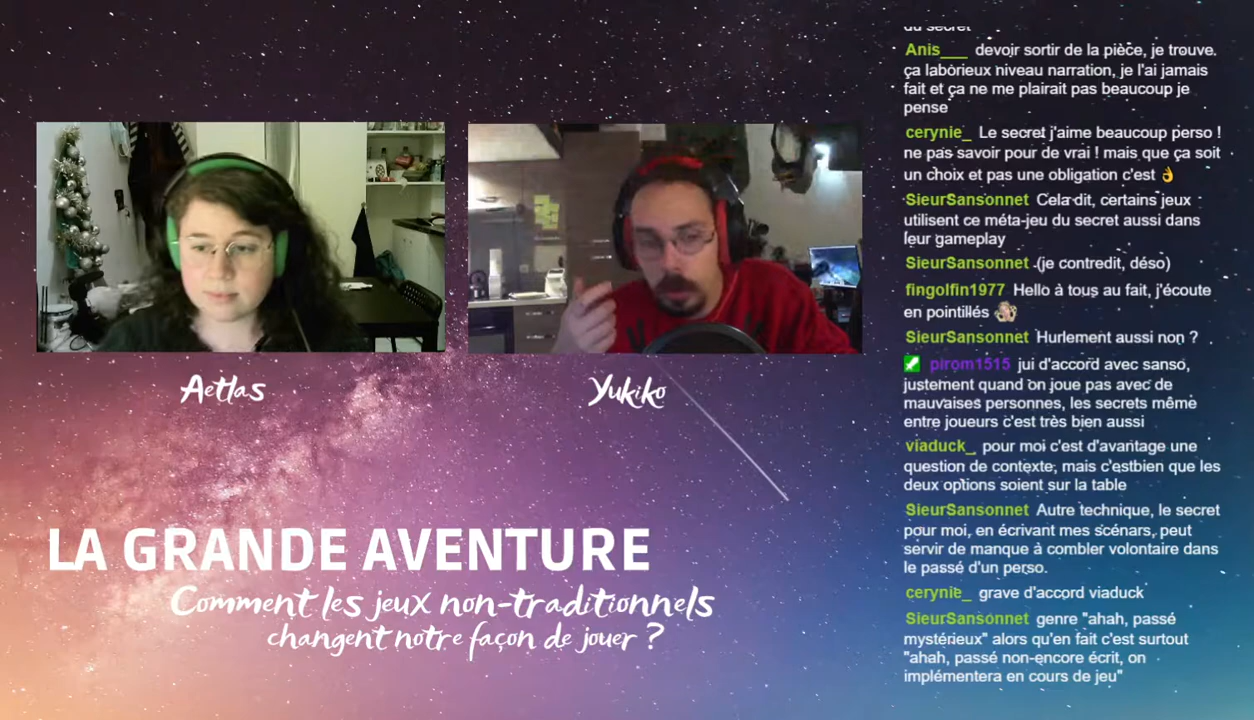 du secret
Anis___ devoir sortir de la pièce, je trouve.
ça laborieux niveau narration, je l'ai jamais
fait et ça ne me plairait pas beaucoup je
pense
cerynie_ Le secret j'aime beaucoup perso !
ne pas savoir pour de vrai ! mais que ça soit
un choix et pas une obligation c'est 👌
SieurSansonnet Cela dit, certains jeux
utilisent ce méta-jeu du secret aussi dans
leur gameplay
SieurSansonnet (je contredit, déso)
fingolfin1977 Hello à tous au fait, j'écoute
en pointillés
SieurSansonnet Hurlement aussi non ?
pirom1515 jui d'accord avec sanso,
justement quand on joue pas avec de
mauvaises personnes, les secrets même
entre joueurs c'est très bien aussi
viaduck_ pour moi c'est d'avantage une
question de contexte, mais c'estbien que les
deux options soient sur la table
SieurSansonnet Autre technique, le secret
pour moi, en écrivant mes scénars, peut
servir de manque à combler volontaire dans
le passé d'un perso.
cerynie_ grave d'accord viaduck
SieurSansonnet genre "ahah, passé
mystérieux" alors qu'en fait c'est surtout
"ahah, passé non-encore écrit, on
implémentera en cours de jeu"
Aetlas
Yukiko
LA GRANDE AVENTURE
Comment les jeux non-traditionnels
changent notre façon de jouer ?